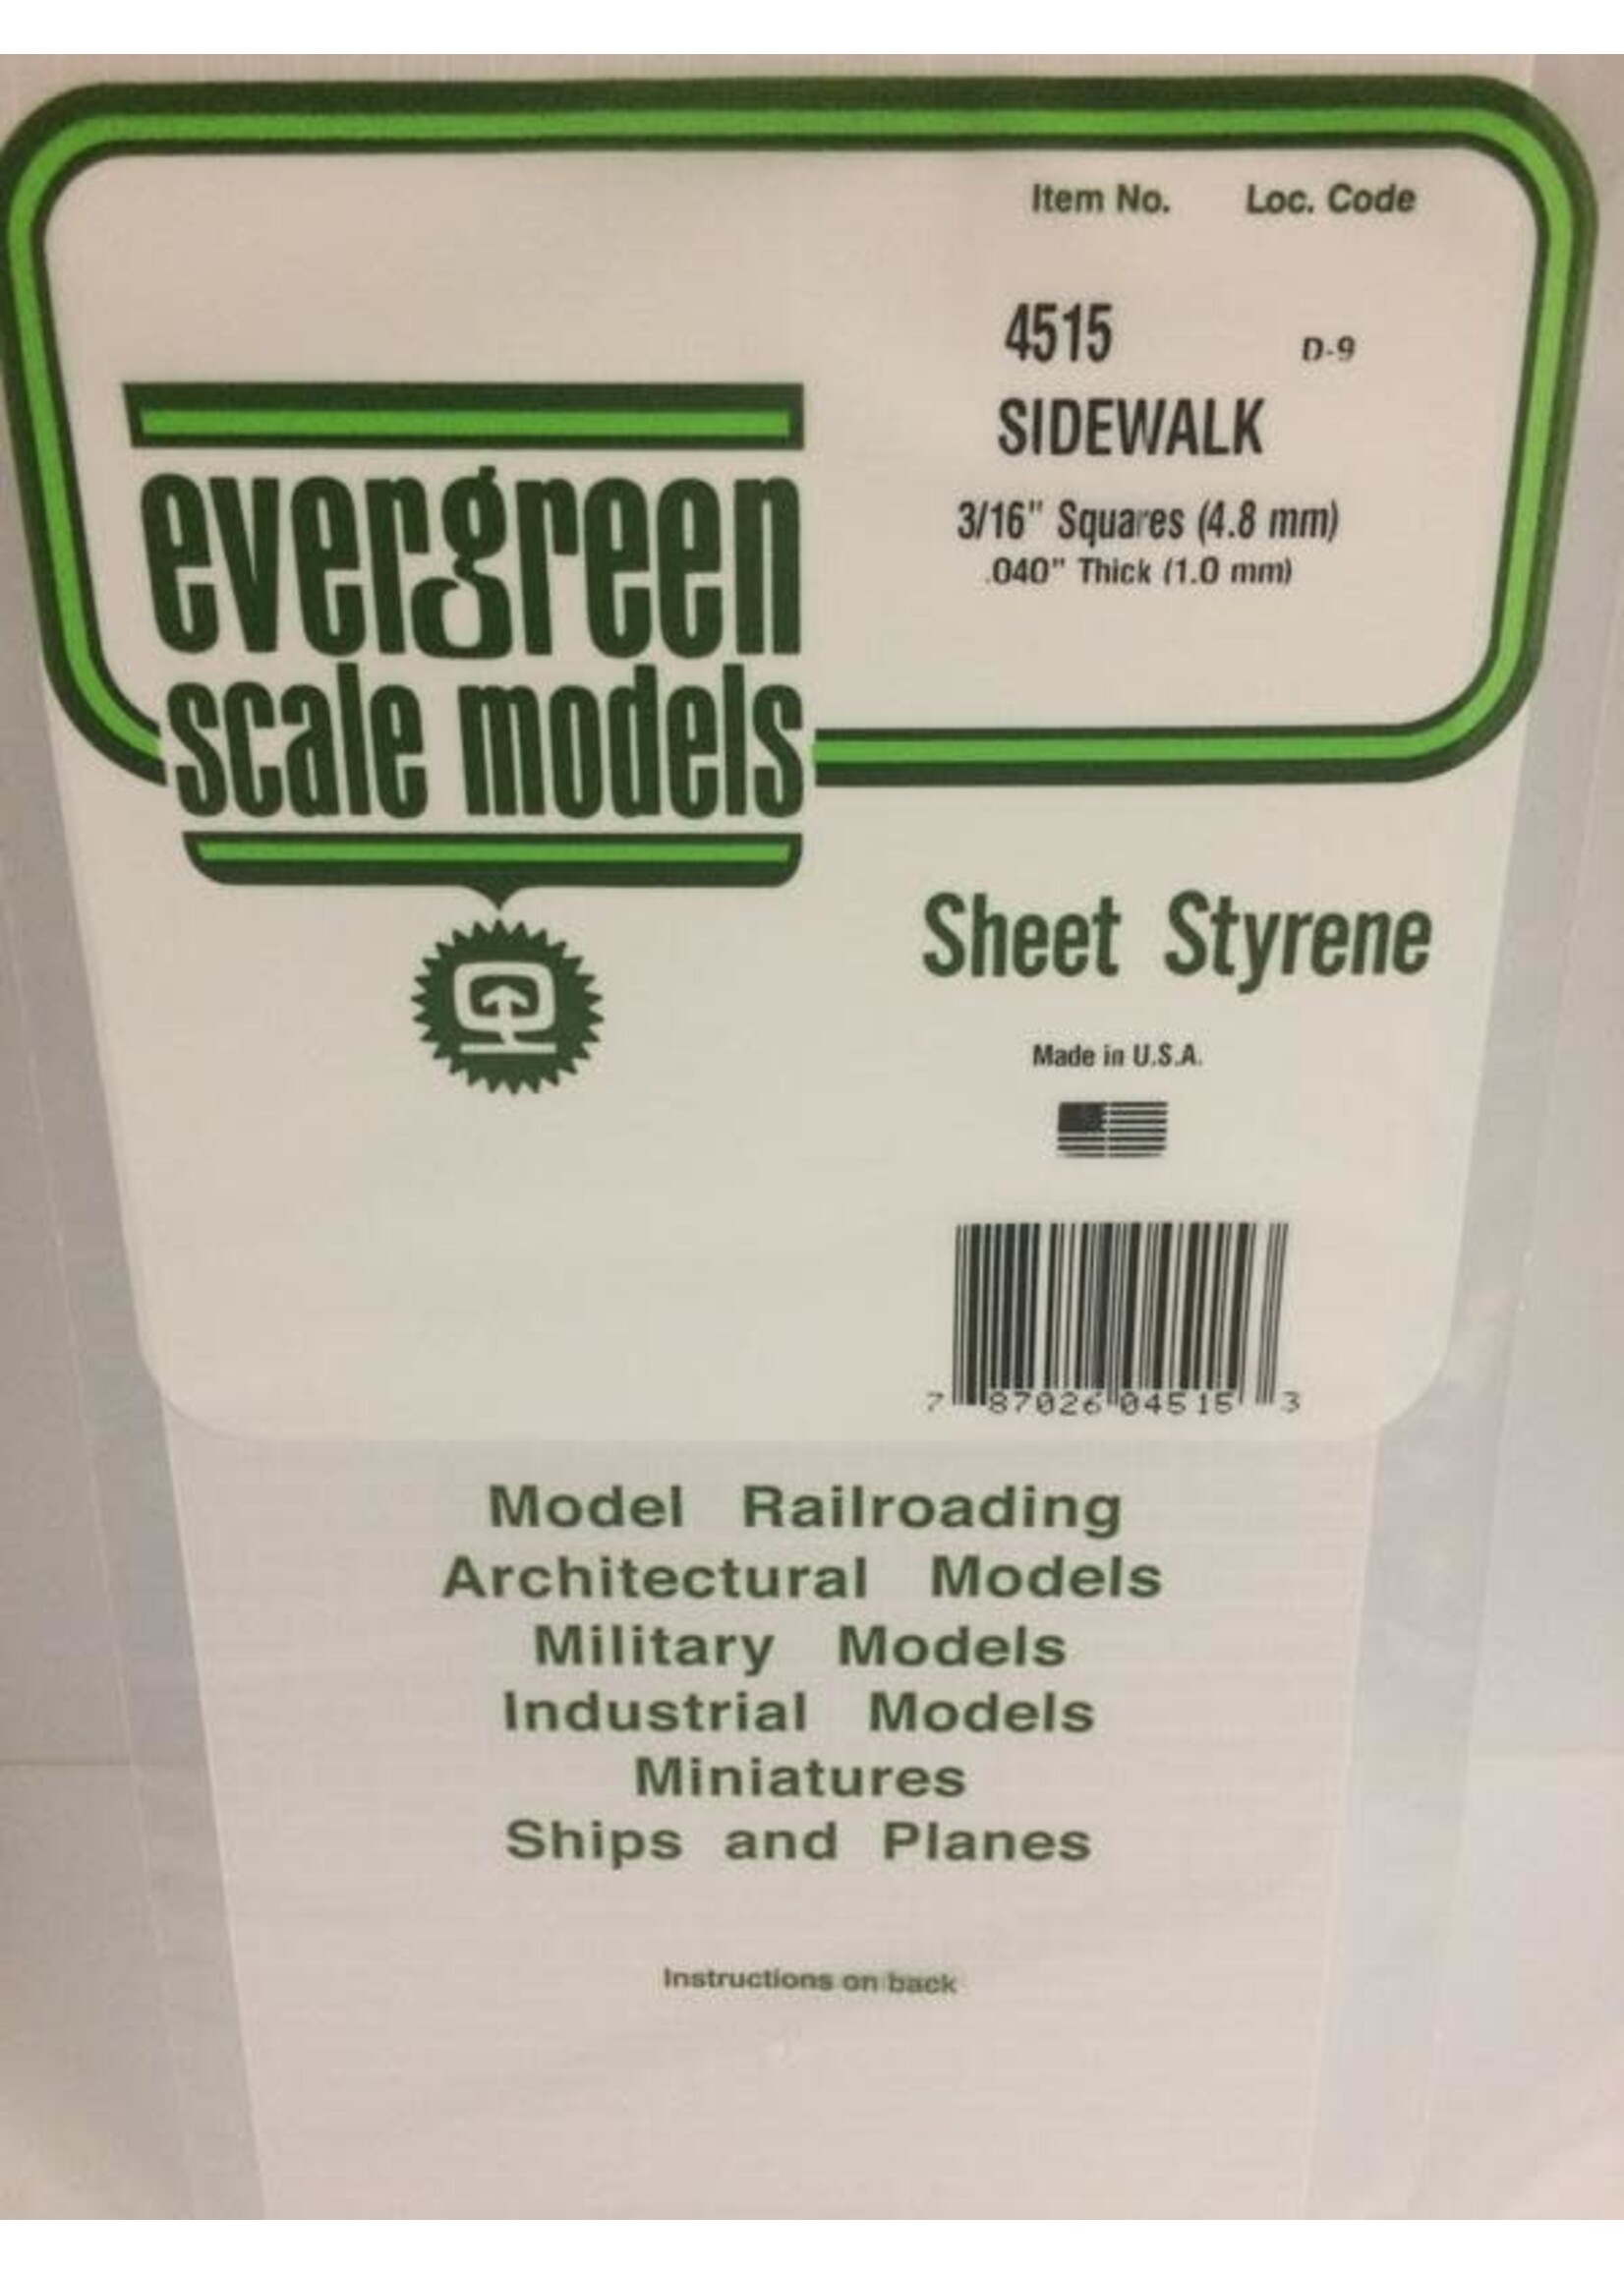 Item No. Loc. Code
4515 D-9
SIDEWALK
3/16" Squares (4.8 mm)
.040" Thick (1.0 mm)
evergreen
scale models
Sheet Styrene
Made in U.S.A.
7 87026 04515 3
Model Railroading
Architectural Models
Military Models
Industrial Models
Miniatures
Ships and Planes
Instructions on back